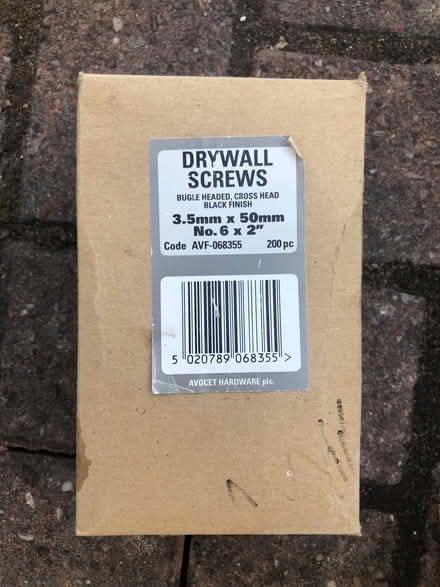 DRYWALL
SCREWS
BUGLE HEADED, CROSS HEAD
BLACK FINISH
3.5mm x 50mm
No. 6 x 2"
Code AVF-068355 200 pc
5 020789 068355 >
AVOCET HARDWARE plc.